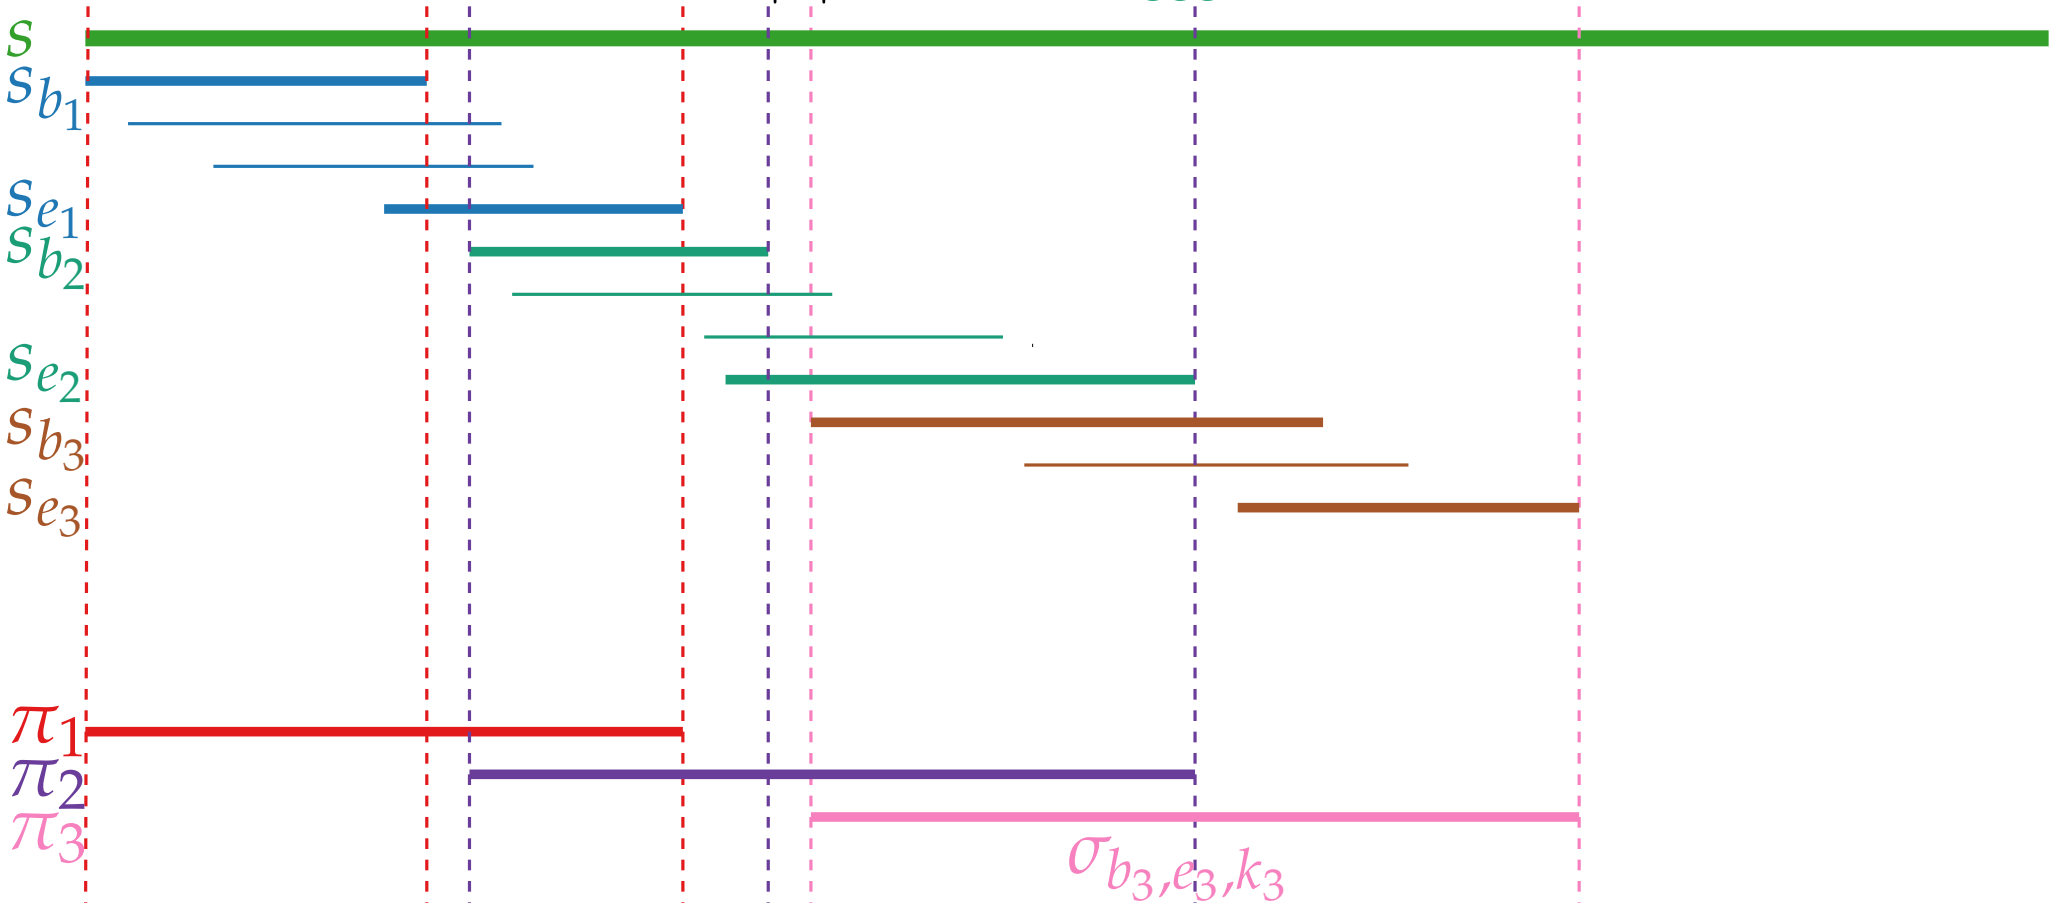 s
s_{b_1}
s_{e_1}
s_{b_2}
s_{e_2}
s_{b_3}
s_{e_3}
π_1
π_2
π_3
σ_{b_3,e_3,k_3}